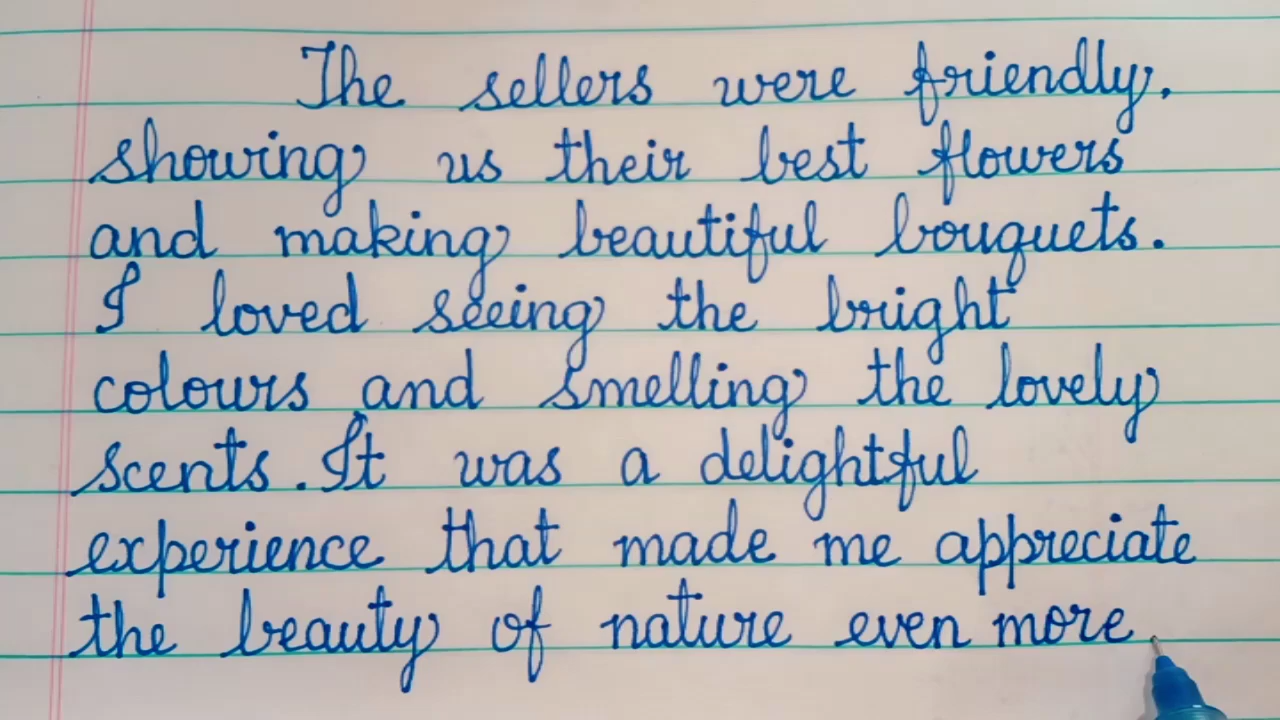 The sellers were friendly,
showing us their best flowers
and making beautiful bouquets.
I loved seeing the bright
colours and smelling the lovely
scents. It was a delightful
experience that made me appreciate
the beauty of nature even more